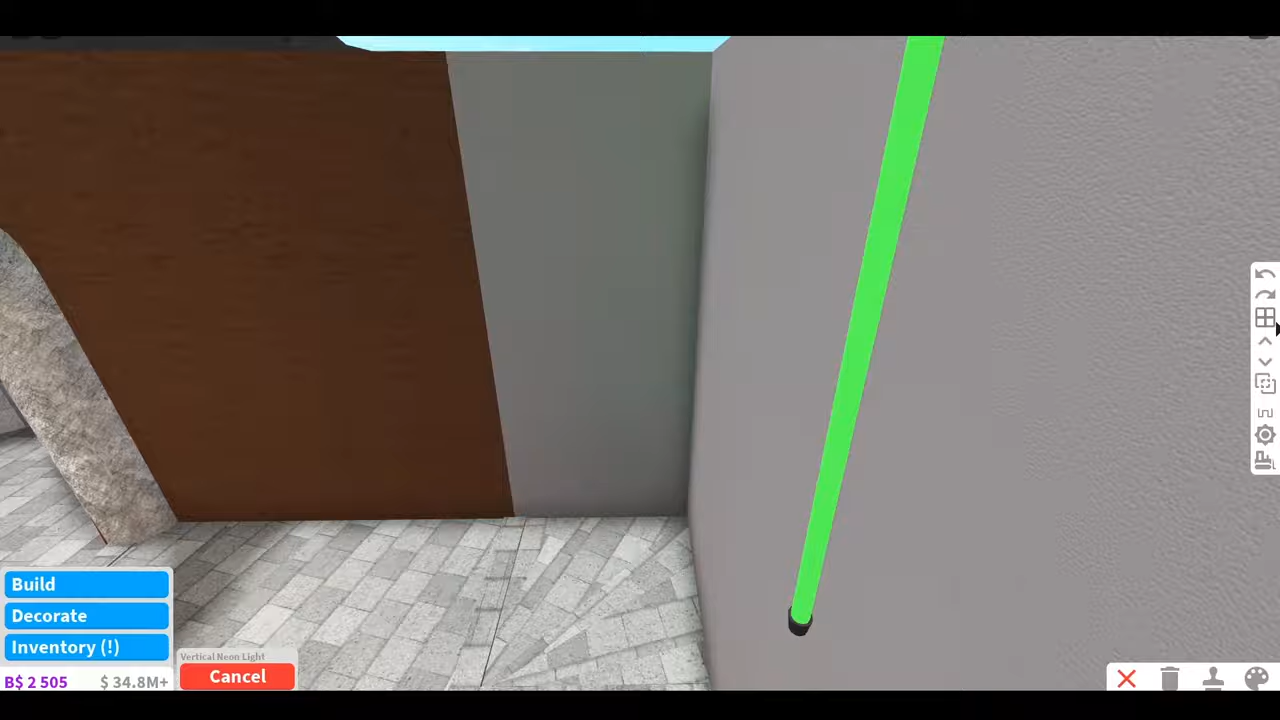 Build
Decorate
Inventory (!)
Vertical Neon Light
B$ 2 505
$ 34.8M+
Cancel